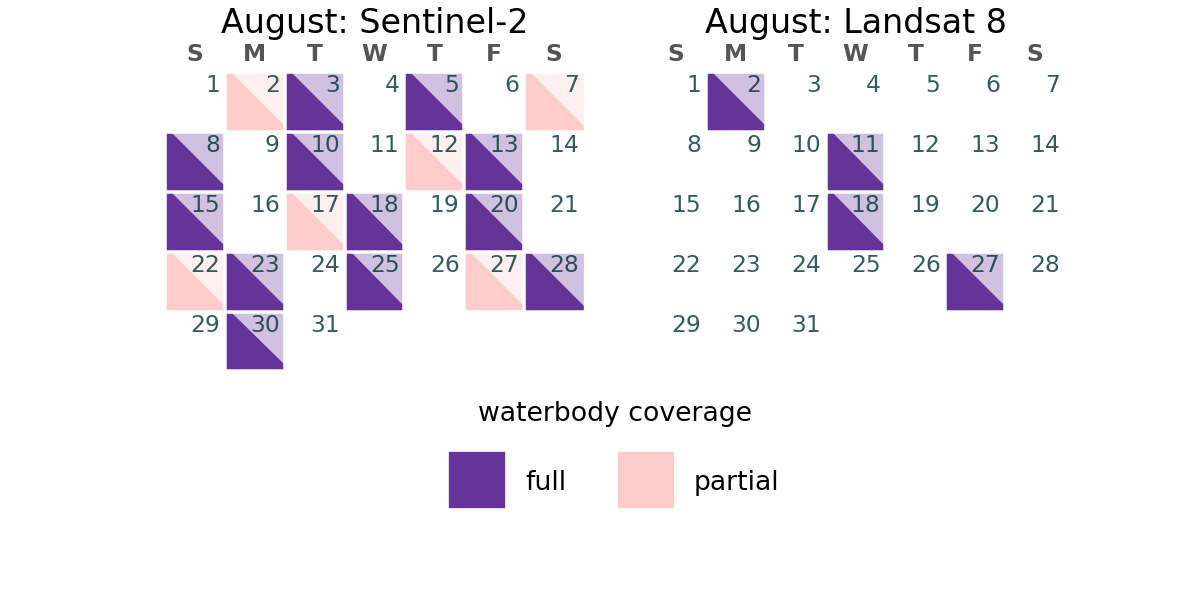 August: Sentinel-2
S M T W T F S
1 2 3 4 5 6 7
8 9 10 11 12 13 14
15 16 17 18 19 20 21
22 23 24 25 26 27 28
29 30 31
August: Landsat 8
S M T W T F S
1 2 3 4 5 6 7
8 9 10 11 12 13 14
15 16 17 18 19 20 21
22 23 24 25 26 27 28
29 30 31
waterbody coverage
full partial